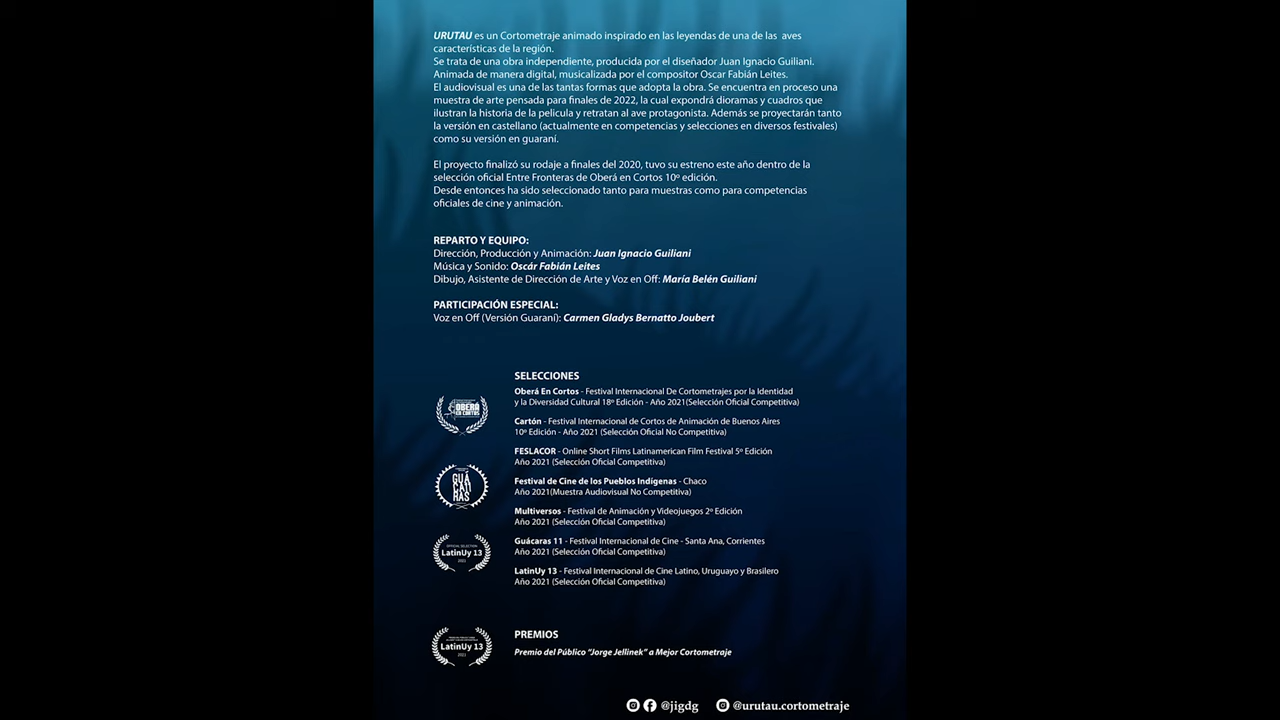 URUTAU es un Cortometraje animado inspirado en las leyendas de una de las aves
características de la región.
Se trata de una obra independiente, producida por el diseñador Juan Ignacio Guiliani.
Animada de manera digital, musicalizada por el compositor Oscar Fabián Leites.
El audiovisual es una de las tantas formas que adopta la obra. Se encuentra en proceso una
muestra de arte pensada para finales de 2022, la cual expondrá dioramas y cuadros que
ilustran la historia de la pelicula y retratan al ave protagonista. Además se proyectarán tanto
la versión en castellano (actualmente en competencias y selecciones en diversos festivales)
como su versión en guaraní.
El proyecto finalizó su rodaje a finales del 2020, tuvo su estreno este año dentro de la
selección oficial Entre Fronteras de Oberá en Cortos 10º edición.
Desde entonces ha sido seleccionado tanto para muestras como para competencias
oficiales de cine y animación.
REPARTO Y EQUIPO:
Dirección, Producción y Animación: Juan Ignacio Guiliani
Música y Sonido: Oscár Fabián Leites
Dibujo, Asistente de Dirección de Arte y Voz en Off: María Belén Guiliani
PARTICIPACIÓN ESPECIAL:
Voz en Off (Versión Guaraní): Carmen Gladys Bernatto Joubert
SELECCIONES
Oberá En Cortos - Festival Internacional De Cortometrajes por la Identidad
y la Diversidad Cultural 18º Edición - Año 2021(Selección Oficial Competitiva)
OBERÁ
EN CORTOS
Cartón - Festival Internacional de Cortos de Animación de Buenos Aires
10º Edición - Año 2021 (Selección Oficial No Competitiva)
FESLACOR - Online Short Films Latinamerican Film Festival 5º Edición
Año 2021 (Selección Oficial Competitiva)
GUÁ
CA
RAS
Festival de Cine de los Pueblos Indígenas - Chaco
Año 2021(Muestra Audiovisual No Competitiva)
Multiversos - Festival de Animación y Videojuegos 2º Edición
Año 2021 (Selección Oficial Competitiva)
Guácaras 11 - Festival Internacional de Cine - Santa Ana, Corrientes
Año 2021 (Selección Oficial Competitiva)
OFFICIAL SELECTION
LatinUy 13
2021
LatinUy 13 - Festival Internacional de Cine Latino, Uruguayo y Brasilero
Año 2021 (Selección Oficial Competitiva)
LatinUy 13
2021
PREMIOS
Premio del Público "Jorge Jellinek" a Mejor Cortometraje
@jigdg @urutau.cortometraje